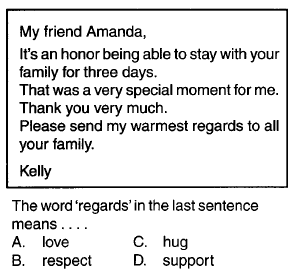 My friend Amanda,
It's an honor being able to stay with your
family for three days.
That was a very special moment for me.
Thank you very much.
Please send my warmest regards to all
your family.
Kelly
The word 'regards' in the last sentence
means . . . .
A. love C. hug
B. respect D. support